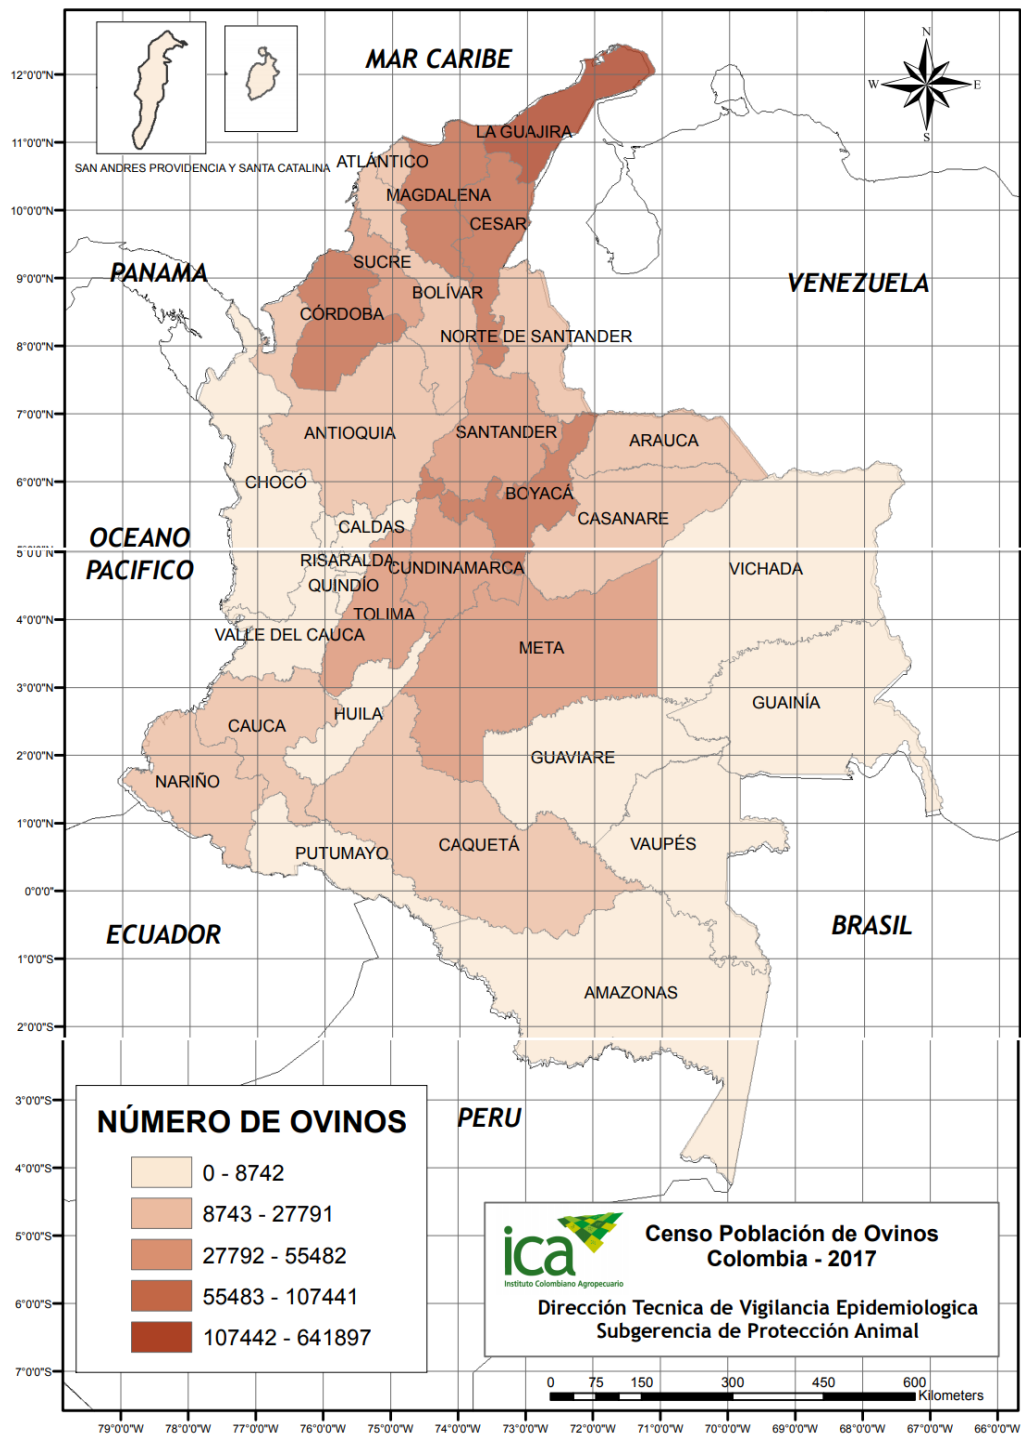 MAR CARIBE
N
W
E
S
12°0'0"N
11°0'0"N
10°0'0"N
9°0'0"N
8°0'0"N
7°0'0"N
6°0'0"N
5°0'0"N
4°0'0"N
3°0'0"N
2°0'0"N
1°0'0"N
0°0'0"
1°0'0"S
2°0'0"S
3°0'0"S
4°0'0"S
5°0'0"S
6°0'0"S
7°0'0"S
SAN ANDRES PROVIDENCIA Y SANTA CATALINA
LA GUAJIRA
ATLÁNTICO
MAGDALENA
CESAR
SUCRE
PANAMA
VENEZUELA
BOLÍVAR
CÓRDOBA
NORTE DE SANTANDER
ANTIOQUIA
SANTANDER
ARAUCA
CHOCÓ
BOYACÁ
CASANARE
CALDAS
OCEANO
PACIFICO
RISARALDA
CUNDINAMARCA
VICHADA
QUINDÍO
TOLIMA
VALLE DEL CAUCA
META
GUAINÍA
HUILA
CAUCA
GUAVIARE
NARIÑO
CAQUETÁ
VAUPÉS
PUTUMAYO
ECUADOR
BRASIL
AMAZONAS
PERU
NÚMERO DE OVINOS
0 - 8742
8743 - 27791
27792 - 55482
55483 - 107441
107442 - 641897
ica
Instituto Colombiano Agropecuario
Censo Población de Ovinos
Colombia - 2017
Dirección Tecnica de Vigilancia Epidemiologica
Subgerencia de Protección Animal
0 75 150 300 450 600
Kilometers
79°0'0"W 78°0'0"W 77°0'0"W 76°0'0"W 75°0'0"W 74°0'0"W 73°0'0"W 72°0'0"W 71°0'0"W 70°0'0"W 69°0'0"W 68°0'0"W 67°0'0"W 66°0'0"W